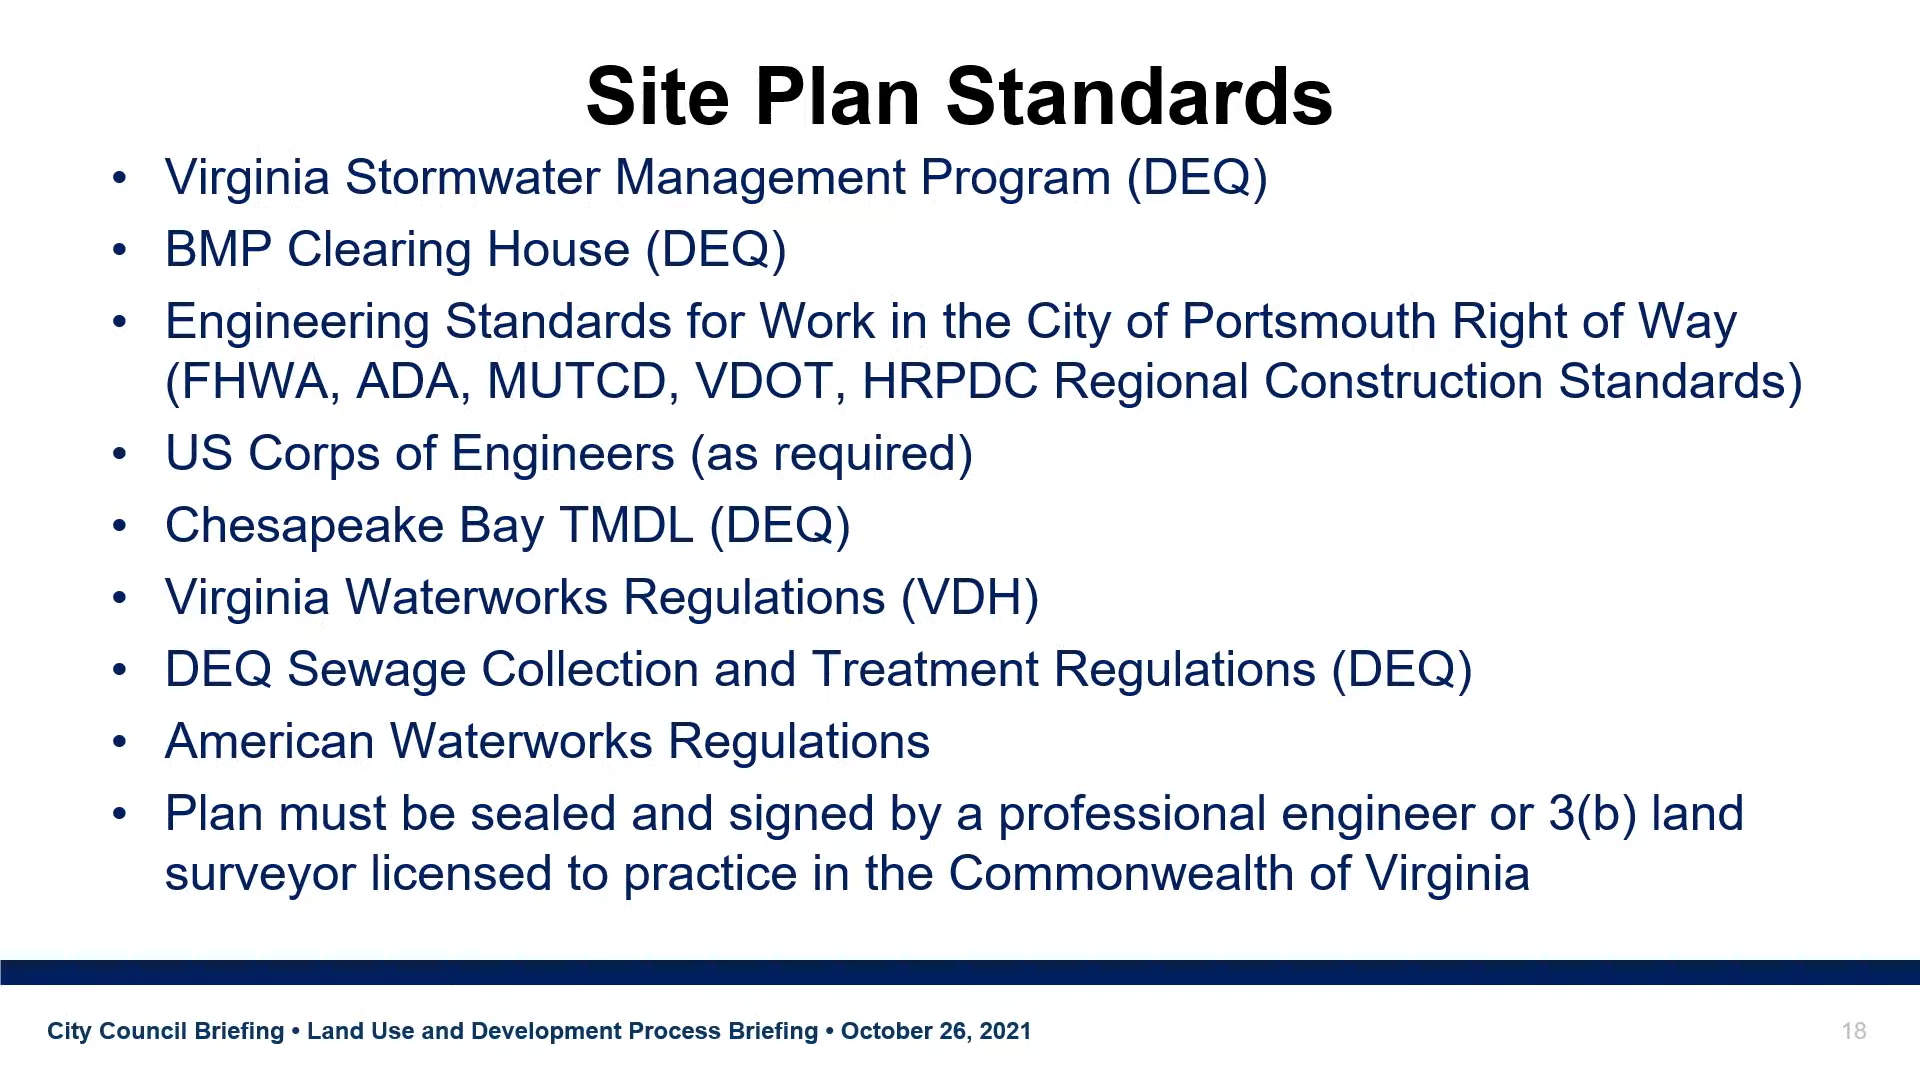 Site Plan Standards
• Virginia Stormwater Management Program (DEQ)
• BMP Clearing House (DEQ)
• Engineering Standards for Work in the City of Portsmouth Right of Way
(FHWA, ADA, MUTCD, VDOT, HRPDC Regional Construction Standards)
• US Corps of Engineers (as required)
• Chesapeake Bay TMDL (DEQ)
• Virginia Waterworks Regulations (VDH)
• DEQ Sewage Collection and Treatment Regulations (DEQ)
• American Waterworks Regulations
• Plan must be sealed and signed by a professional engineer or 3(b) land
surveyor licensed to practice in the Commonwealth of Virginia
City Council Briefing • Land Use and Development Process Briefing • October 26, 2021
18